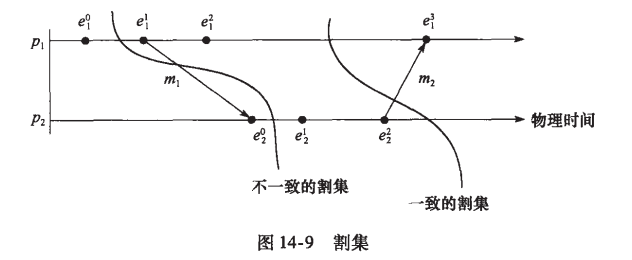 e₁⁰ e₁¹ e₁² e₁³
p₁
m₁ m₂
p₂ 物理时间
e₂⁰ e₂¹ e₂²
不一致的割集
一致的割集
图 14-9 割集